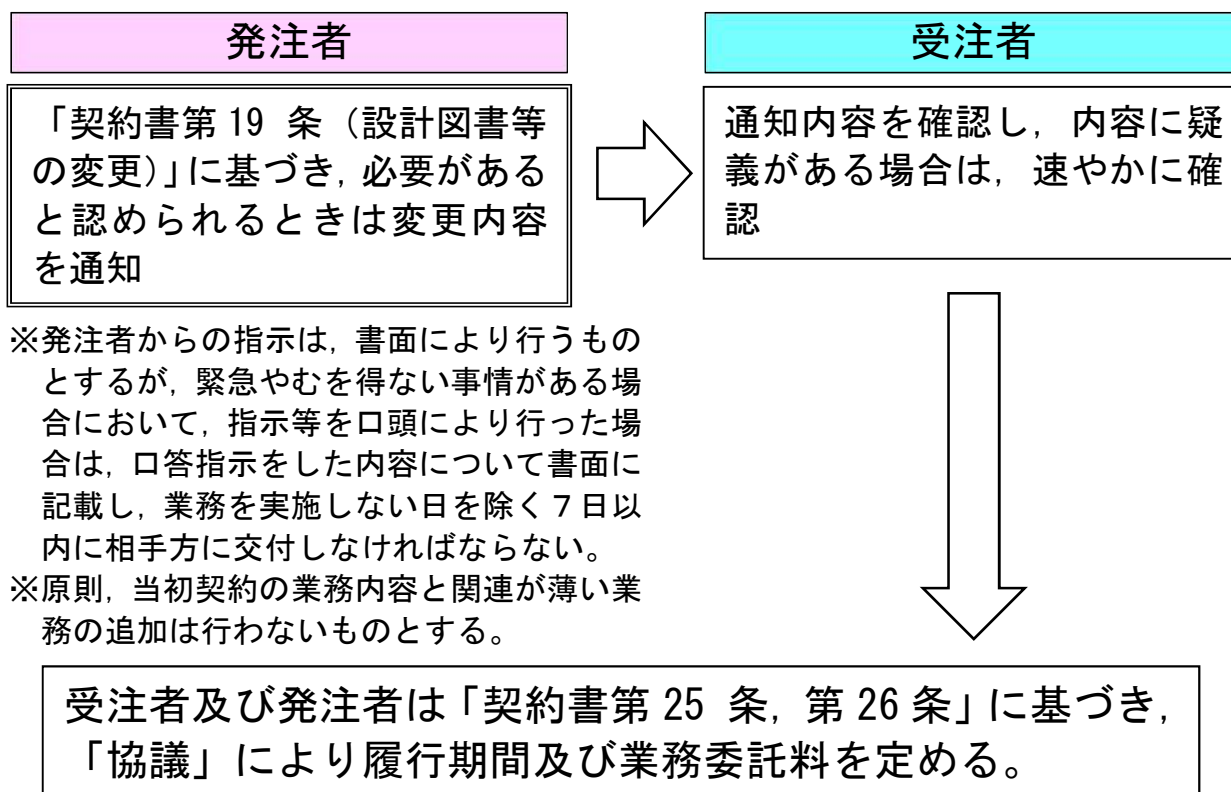 発注者
受注者
「契約書第19 条（設計図書等
の変更）」に基づき，必要がある
と認められるときは変更内容
を通知
通知内容を確認し，内容に疑
義がある場合は，速やかに確
認
※発注者からの指示は，書面により行うもの
とするが，緊急やむを得ない事情がある場
合において，指示等を口頭により行った場
合は，口答指示をした内容について書面に
記載し，業務を実施しない日を除く７日以
内に相手方に交付しなければならない。
※原則，当初契約の業務内容と関連が薄い業
務の追加は行わないものとする。
受注者及び発注者は「契約書第25 条，第26条」に基づき，
「協議」により履行期間及び業務委託料を定める。